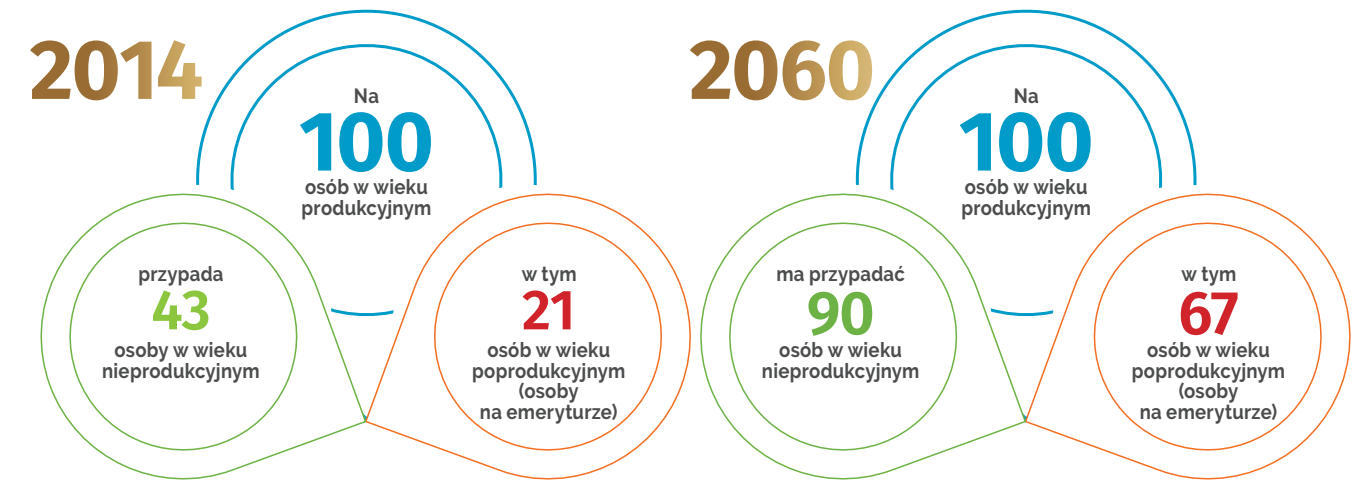 2014
Na
100
osób w wieku
produkcyjnym
przypada
43
osoby w wieku
nieprodukcyjnym
w tym
21
osób w wieku
poprodukcyjnym
(osoby
na emeryturze)
2060
Na
100
osób w wieku
produkcyjnym
ma przypadać
90
osób w wieku
nieprodukcyjnym
w tym
67
osób w wieku
poprodukcyjnym
(osoby
na emeryturze)